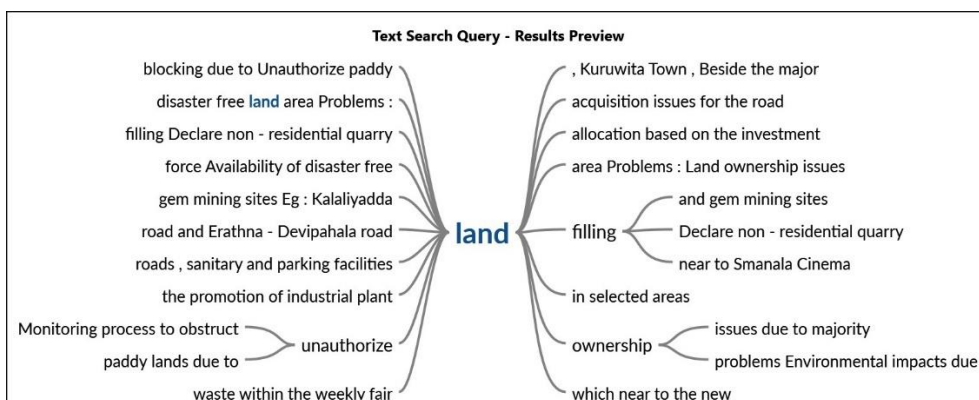 Text Search Query - Results Preview
blocking due to Unauthorize paddy
disaster free land area Problems :
filling Declare non - residential quarry
force Availability of disaster free
gem mining sites Eg : Kalaliyadda
road and Erathna - Devipahala road
roads , sanitary and parking facilities
the promotion of industrial plant
Monitoring process to obstruct
paddy lands due to
unauthorize
waste within the weekly fair
land
, Kuruwita Town , Beside the major
acquisition issues for the road
allocation based on the investment
area Problems : Land ownership issues
filling
and gem mining sites
Declare non - residential quarry
near to Smanala Cinema
in selected areas
ownership
issues due to majority
problems Environmental impacts due
which near to the new